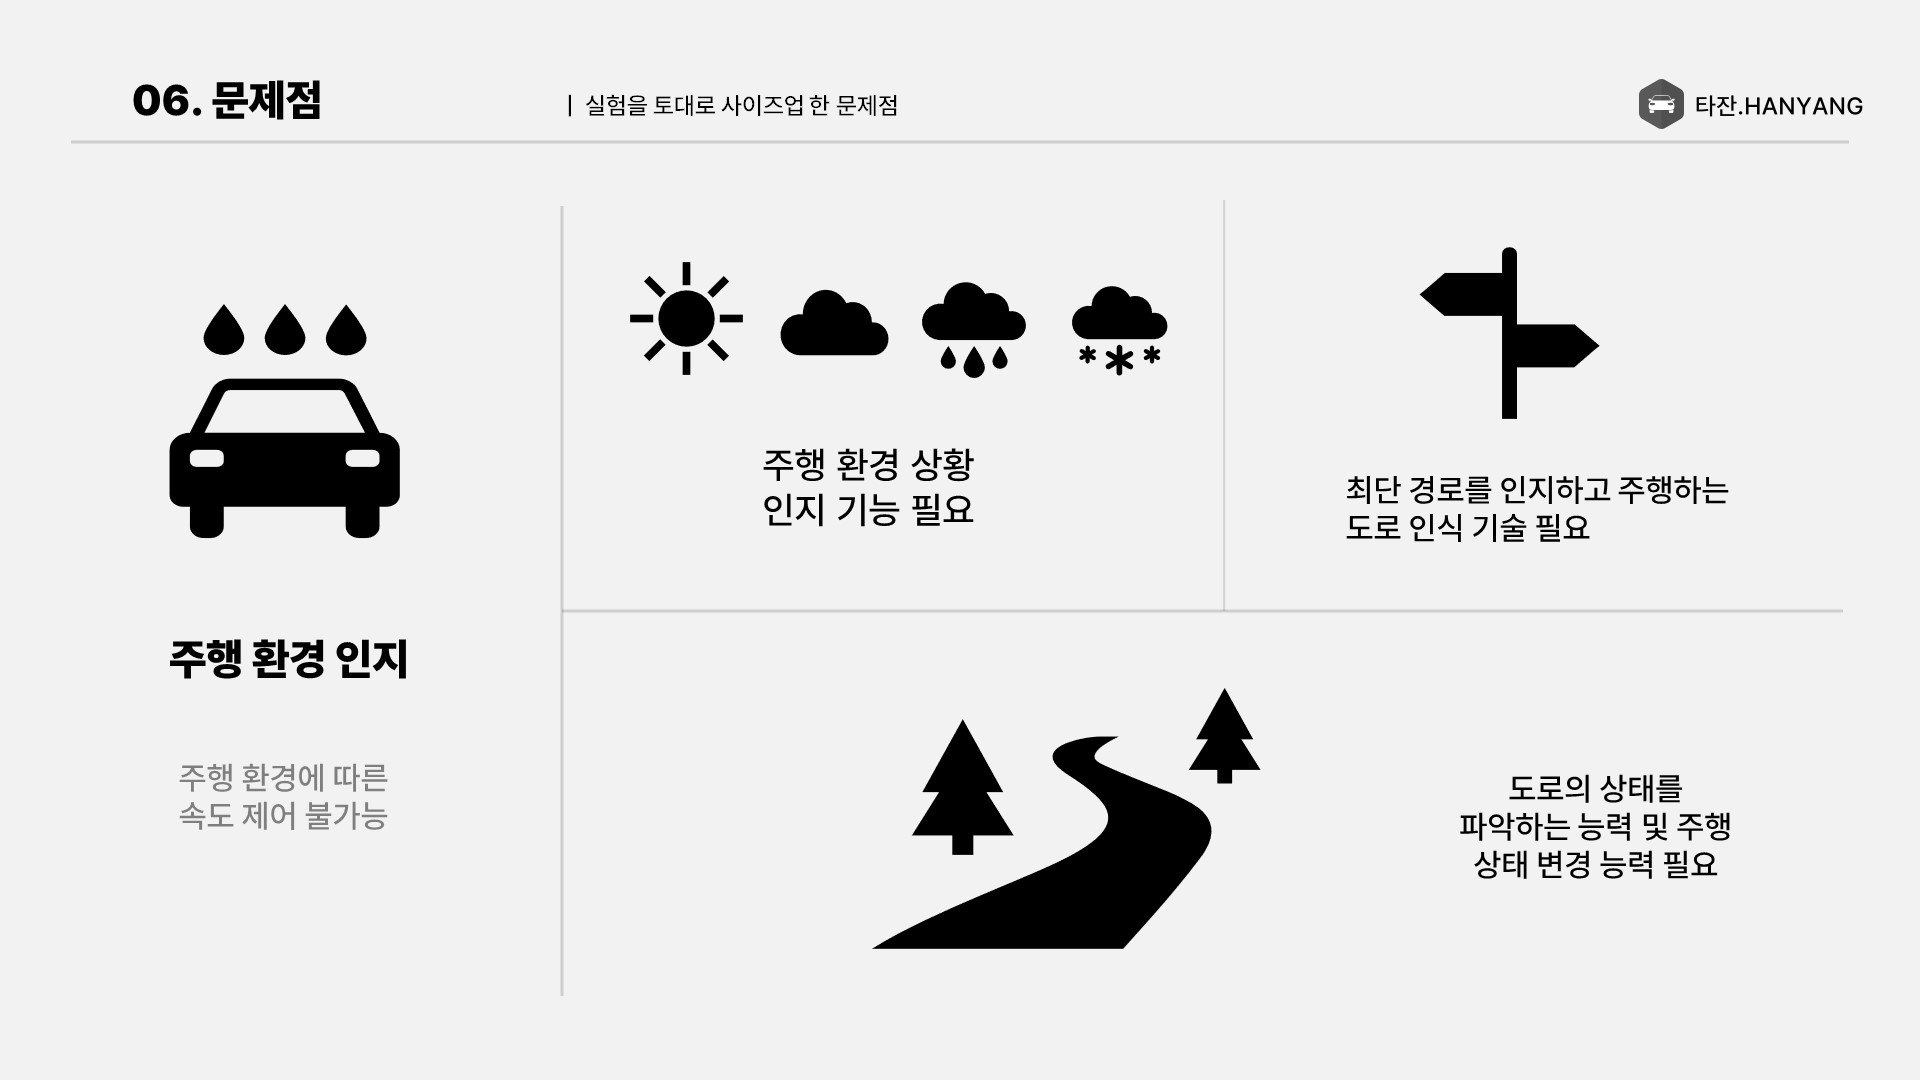 06. 문제점
| 실험을 토대로 사이즈업 한 문제점
타잔.HANYANG
주행 환경 인지
주행 환경에 따른
속도 제어 불가능
주행 환경 상황
인지 기능 필요
최단 경로를 인지하고 주행하는
도로 인식 기술 필요
도로의 상태를
파악하는 능력 및 주행
상태 변경 능력 필요